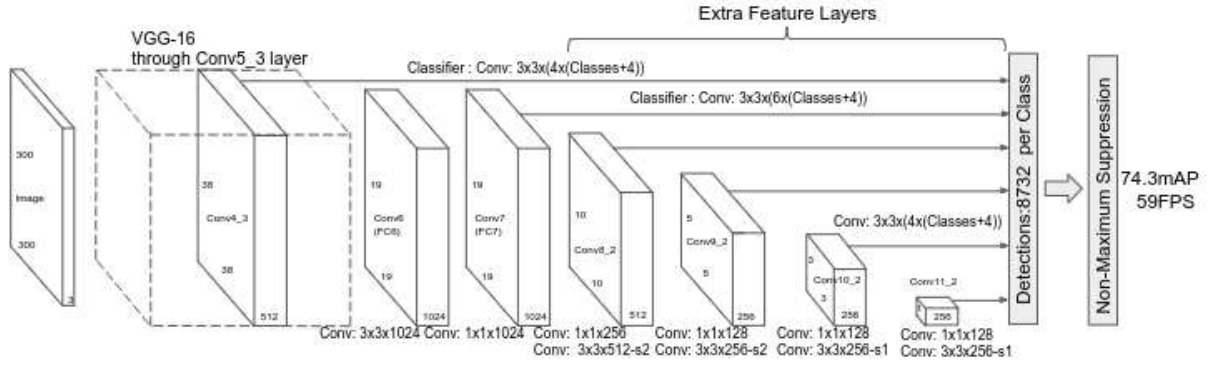 Extra Feature Layers
VGG-16
through Conv5_3 layer
Classifier : Conv: 3x3x(4x(Classes+4))
Classifier : Conv: 3x3x(6x(Classes+4))
300
Image
300
3
38
Conv4_3
38
512
19
Conv6
(FC6)
19
1024
19
Conv7
(FC7)
19
1024
10
Conv8_2
10
512
5
Conv9_2
5
256
Conv: 3x3x(4x(Classes+4))
3
Conv10_2
3
256
Conv11_2
256
Detections:8732 per Class
Non-Maximum Suppression
74.3mAP
59FPS
Conv: 3x3x1024
Conv: 1x1x1024
Conv: 1x1x256
Conv: 3x3x512-s2
Conv: 1x1x128
Conv: 3x3x256-s2
Conv: 1x1x128
Conv: 3x3x256-s1
Conv: 1x1x128
Conv: 3x3x256-s1